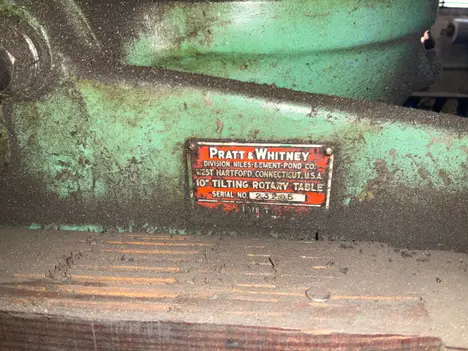 PRATT & WHITNEY
DIVISION NILES-BEMENT-POND CO.
WEST HARTFORD, CONNECTICUT, U.S.A.
10" TILTING ROTARY TABLE
SERIAL NO.